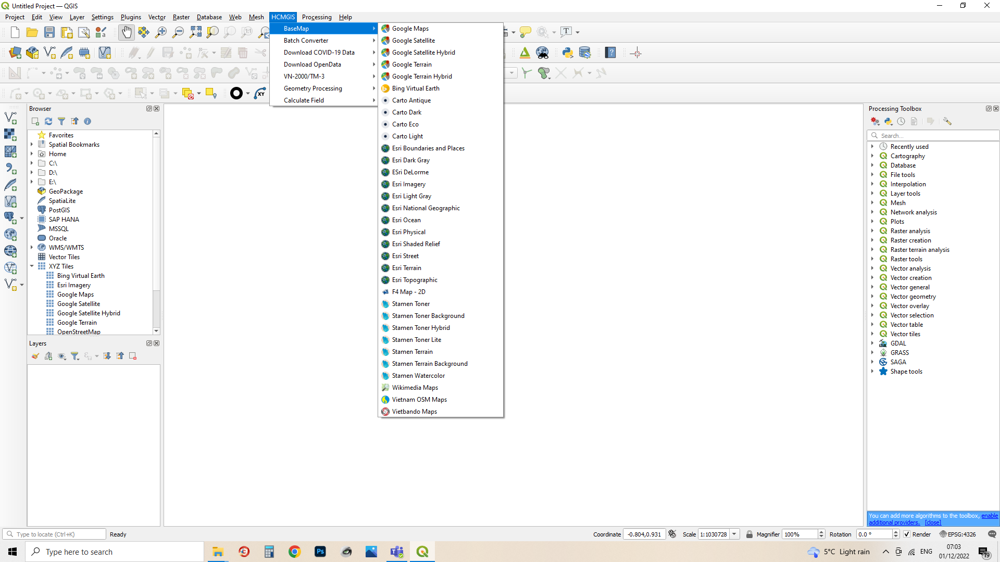 Untitled Project — QGIS
Project Edit View Layer Settings Plugins Vector Raster Database Web Mesh HCMGIS Processing Help
BaseMap
Batch Converter
Download COVID-19 Data
Download OpenData
VN-2000/TM-3
Geometry Processing
Calculate Field
Google Maps
Google Satellite
Google Satellite Hybrid
Google Terrain
Google Terrain Hybrid
Bing Virtual Earth
Carto Antique
Carto Dark
Carto Eco
Carto Light
Esri Boundaries and Places
Esri Dark Gray
ESri DeLorme
Esri Imagery
Esri Light Gray
Esri National Geographic
Esri Ocean
Esri Physical
Esri Shaded Relief
Esri Street
Esri Terrain
Esri Topographic
F4 Map - 2D
Stamen Toner
Stamen Toner Background
Stamen Toner Hybrid
Stamen Toner Lite
Stamen Terrain
Stamen Terrain Background
Stamen Watercolor
Wikimedia Maps
Vietnam OSM Maps
Vietbando Maps
Browser
Favorites
Spatial Bookmarks
Home
C:\
D:\
E:\
GeoPackage
SpatiaLite
PostGIS
SAP HANA
MSSQL
Oracle
WMS/WMTS
Vector Tiles
XYZ Tiles
Bing Virtual Earth
Esri Imagery
Google Maps
Google Satellite
Google Satellite Hybrid
Google Terrain
OpenStreetMap
Layers
Processing Toolbox
Search...
Recently used
Cartography
Database
File tools
Interpolation
Layer tools
Mesh
Network analysis
Plots
Raster analysis
Raster creation
Raster terrain analysis
Raster tools
Vector analysis
Vector creation
Vector general
Vector geometry
Vector overlay
Vector selection
Vector table
Vector tiles
GDAL
GRASS
SAGA
Shape tools
You can add more algorithms to the toolbox, enable
additional providers. [close]
Type to locate (Ctrl+K) Ready Coordinate -0.804,0.931 Scale 1:1030728 Magnifier 100% Rotation 0.0 ° Render EPSG:4326
Type here to search
Ps
5°C Light rain
ENG
07:03
01/12/2022
19